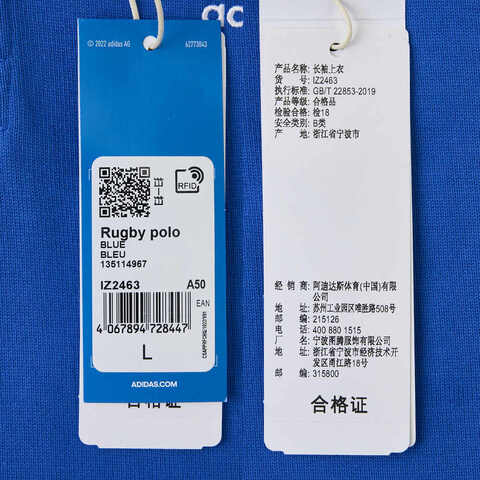 © 2022 adidas AG
62773043
RFID
Rugby polo
BLUE
BLEU
135114967
IZ2463
A50
EAN
4 067894 728447
L
ADIDAS.COM
合格证
产品名称: 长袖上衣
货 号: IZ2463
执行标准: GB/T 22853-2019
产品等级: 合格品
检验合格: 检18
安全类别: B类
产 地: 浙江省宁波市
经 销 商: 阿迪达斯体育(中国)有限
公司
地 址: 苏州工业园区唯胜路508号
邮 编: 215126
电 话: 400 880 1515
厂 名: 宁波图腾服饰有限公司
地 址: 浙江省宁波市经济技术开
发区甬江路18号
邮 编: 315800
合格证